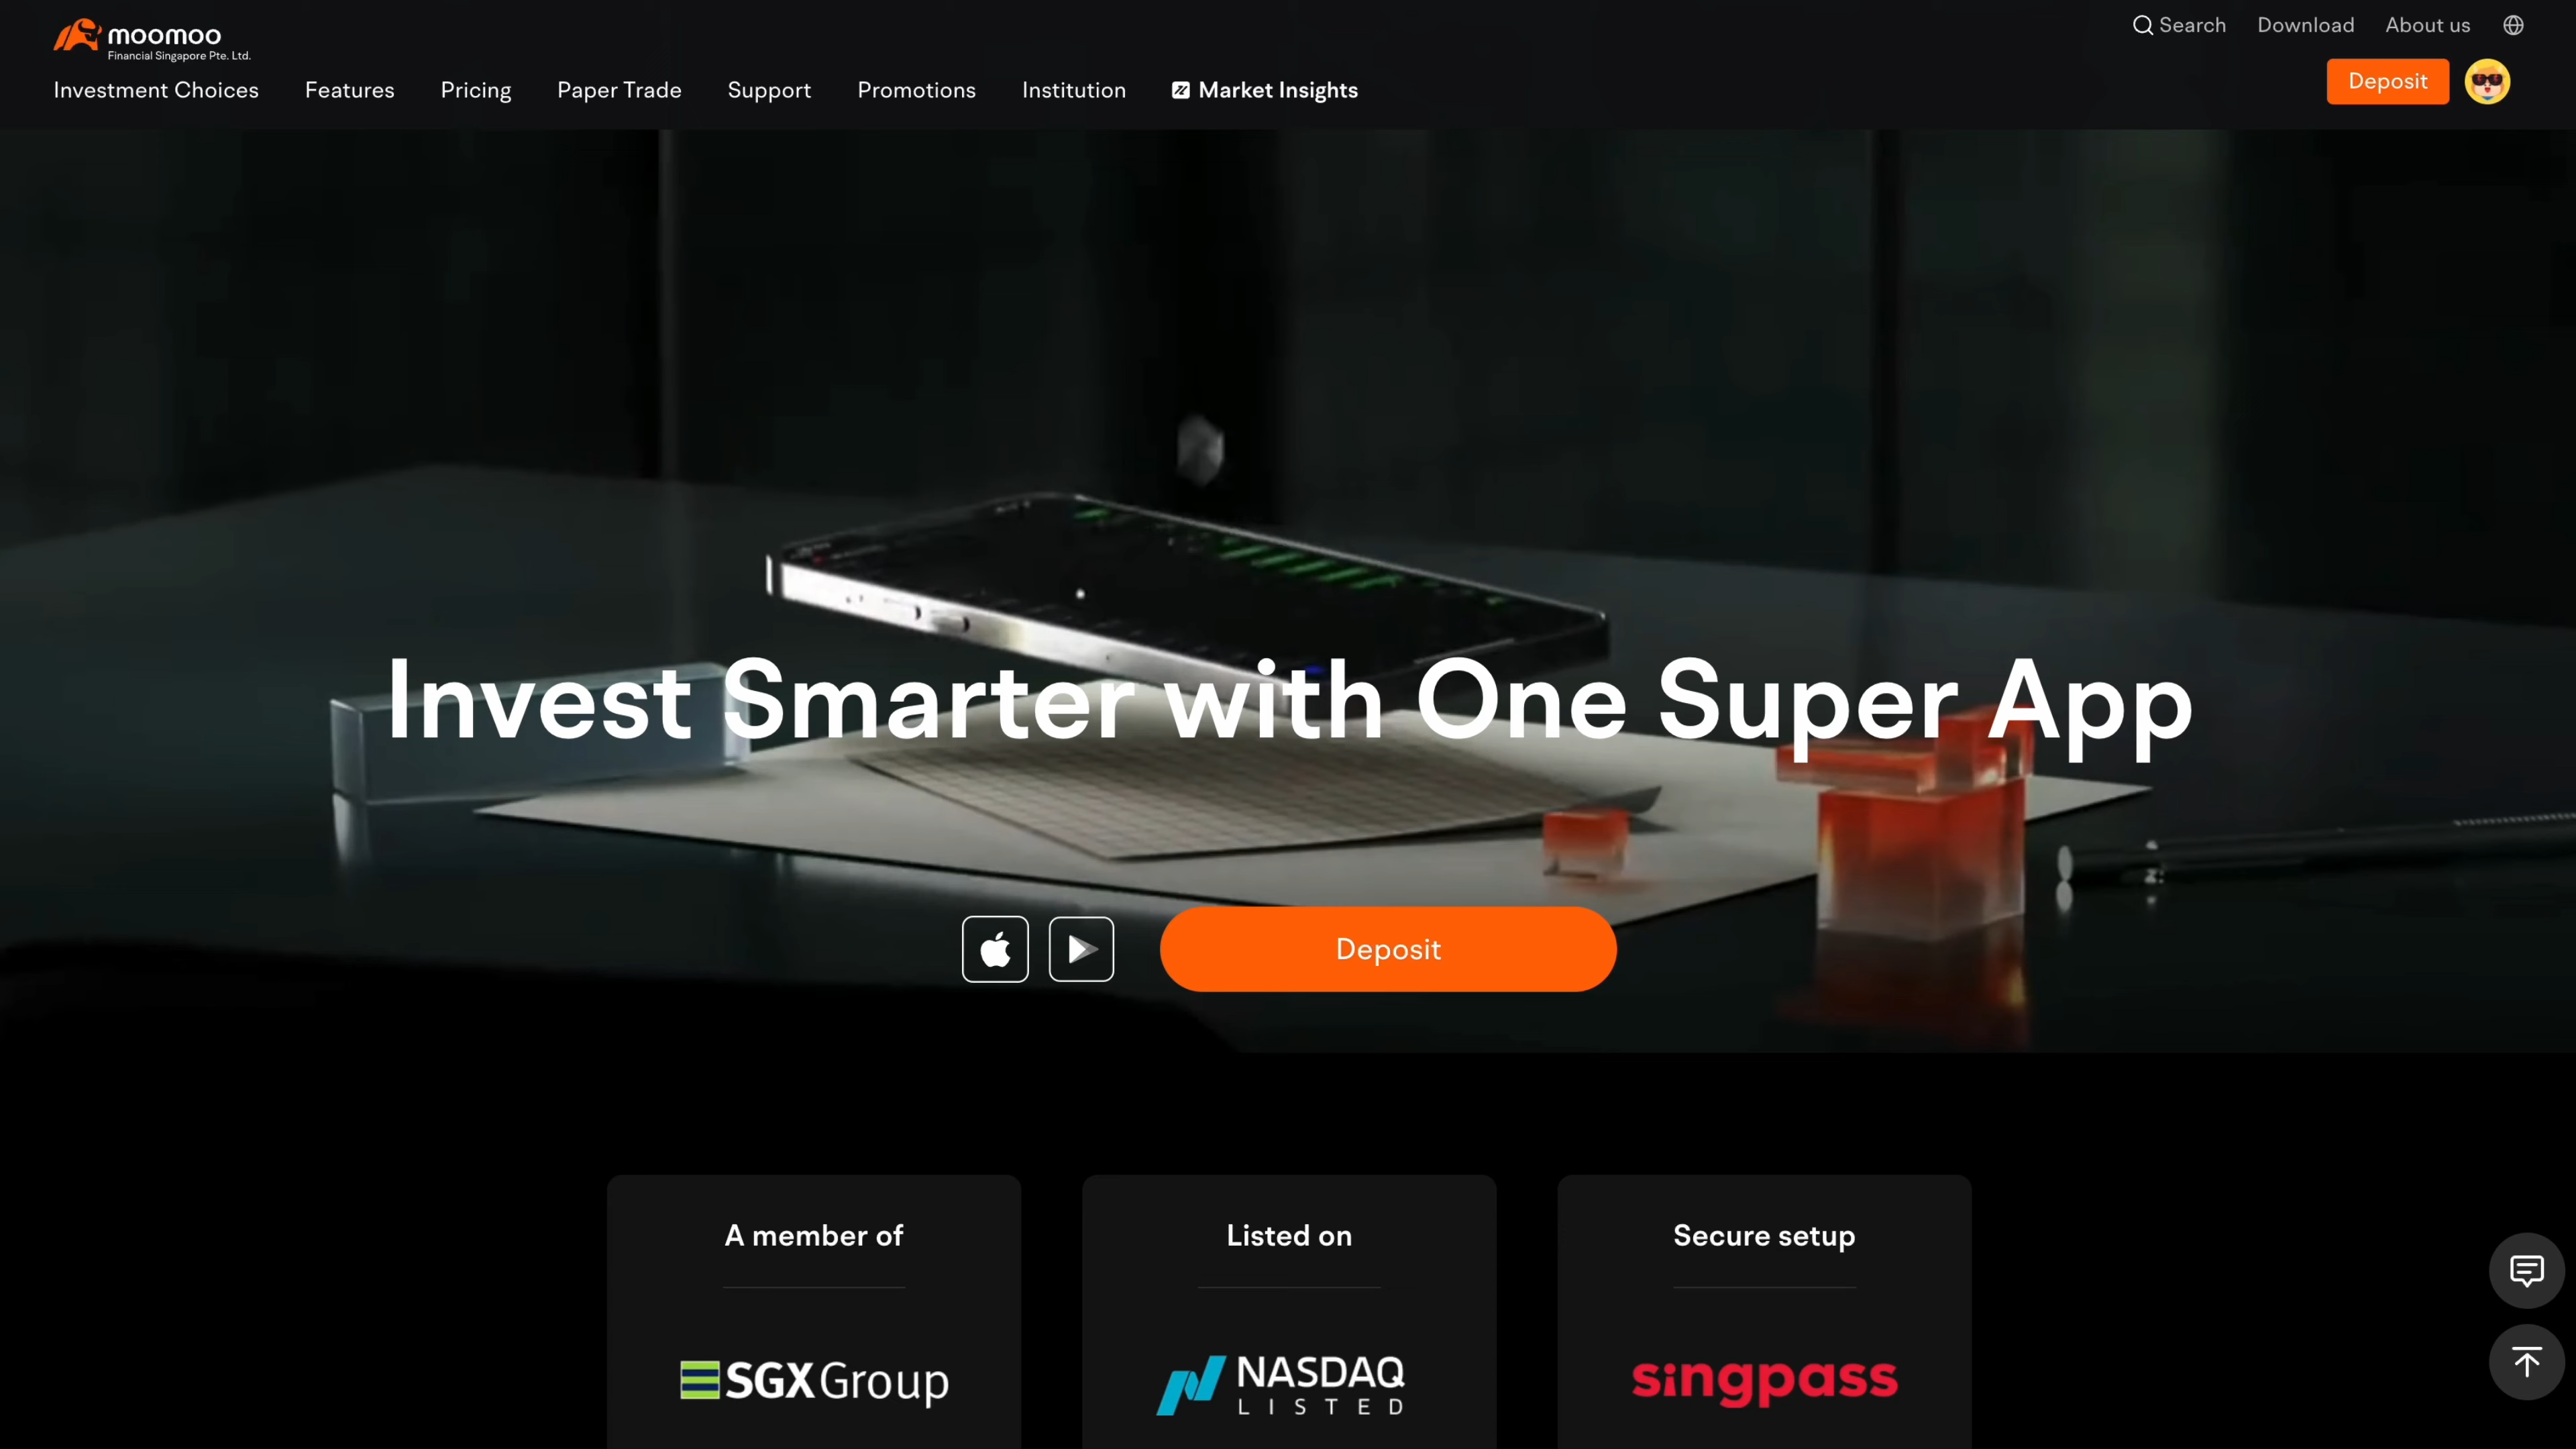 moomoo
Financial Singapore Pte. Ltd.
Search
Download
About us
Investment Choices
Features
Pricing
Paper Trade
Support
Promotions
Institution
Market Insights
Deposit
Invest Smarter with One Super App
Deposit
A member of
SGX Group
Listed on
NASDAQ
LISTED
Secure setup
singpass